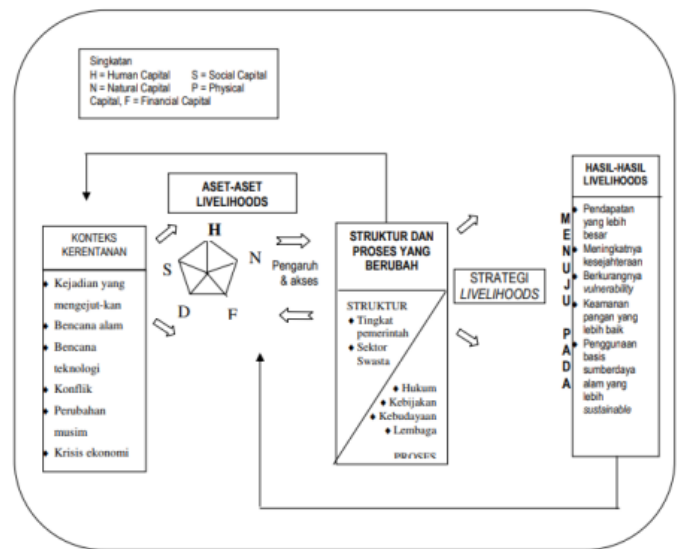 Singkatan
H = Human Capital S = Social Capital
N = Natural Capital P = Physical
Capital, F = Financial Capital
ASET-ASET
LIVELIHOODS
H
S
N
D
F
KONTEKS
KERENTANAN
Kejadian yang
mengejut-kan
Bencana alam
Bencana
teknologi
Konflik
Perubahan
musim
Krisis ekonomi
Pengaruh
& akses
STRUKTUR DAN
PROSES YANG
BERUBAH
STRUKTUR
Tingkat
pemerintah
Sektor
Swasta
Hukum
Kebijakan
Kebudayaan
Lembaga
PROSES
STRATEGI
LIVELIHOODS
MENUJU PADA
HASIL-HASIL
LIVELIHOODS
Pendapatan
yang lebih
besar
Meningkatnya
kesejahteraan
Berkurangnya
vulnerability
Keamanan
pangan yang
lebih baik
Penggunaan
basis
sumberdaya
alam yang
lebih
sustainable